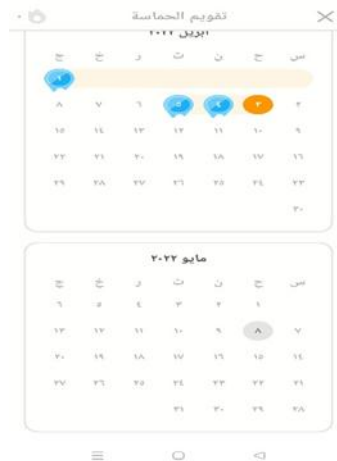 تقويم الحماسة
أبريل ٢٠٢٢
س ح ن ث ر خ ج
١
٢ ٣ ٤ ٥ ٦ ٧ ٨
٩ ١٠ ١١ ١٢ ١٣ ١٤ ١٥
١٦ ١٧ ١٨ ١٩ ٢٠ ٢١ ٢٢
٢٣ ٢٤ ٢٥ ٢٦ ٢٧ ٢٨ ٢٩
٣٠
مايو ٢٠٢٢
س ح ن ث ر خ ج
١ ٢ ٣ ٤ ٥ ٦
٧ ٨ ٩ ١٠ ١١ ١٢ ١٣
١٤ ١٥ ١٦ ١٧ ١٨ ١٩ ٢٠
٢١ ٢٢ ٢٣ ٢٤ ٢٥ ٢٦ ٢٧
٢٨ ٢٩ ٣٠ ٣١